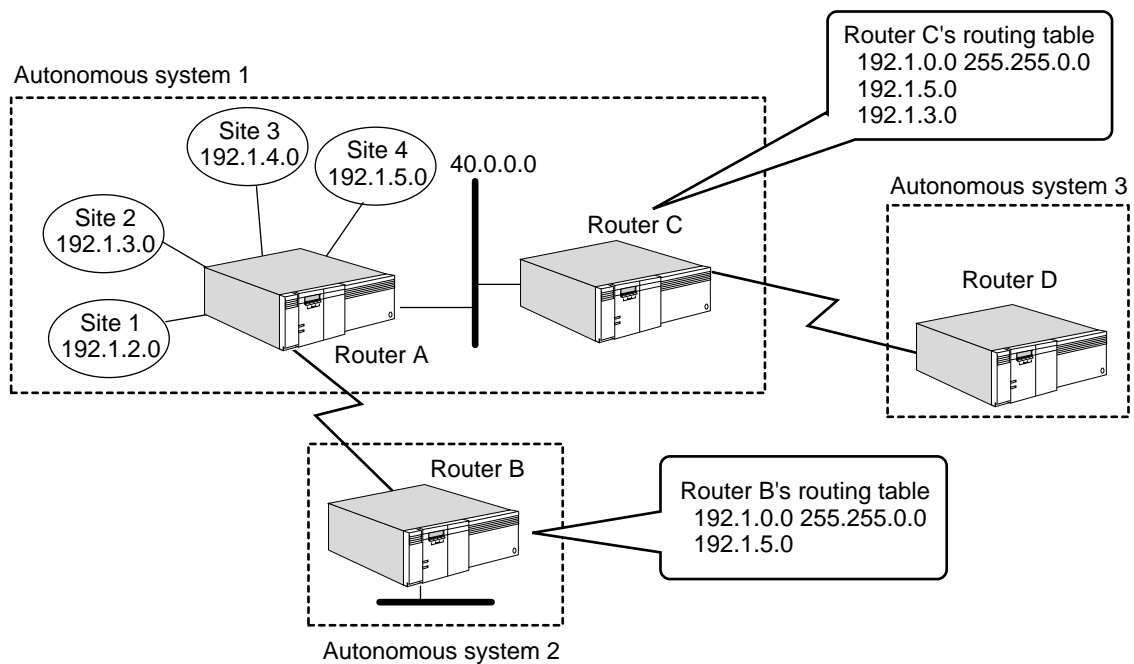 Router C's routing table
192.1.0.0 255.255.0.0
192.1.5.0
192.1.3.0
Autonomous system 1
Site 3
192.1.4.0
Site 4
192.1.5.0
40.0.0.0
Autonomous system 3
Site 2
192.1.3.0
Router C
Router D
Site 1
192.1.2.0
Router A
Router B
Router B's routing table
192.1.0.0 255.255.0.0
192.1.5.0
Autonomous system 2